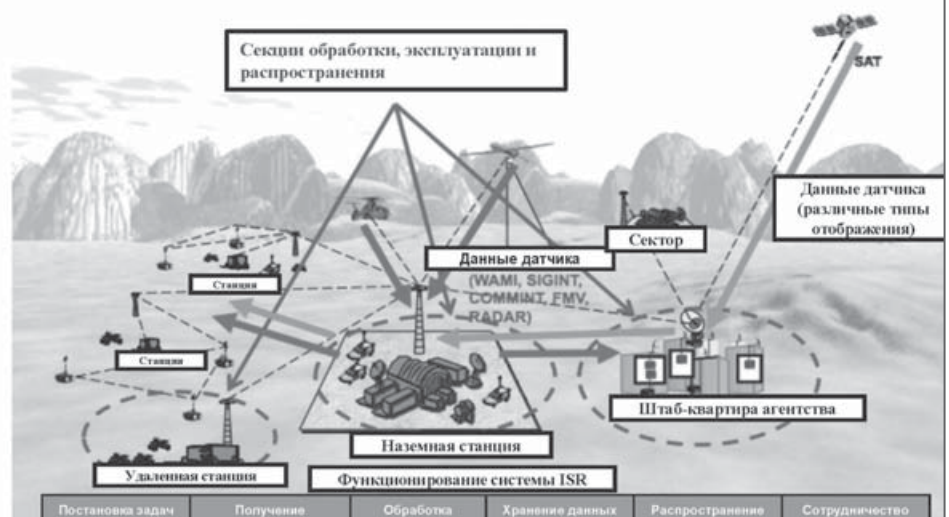 Секции обработки, эксплуатации и
распространения
SAT
Данные датчика
(различные типы
отображения)
Сектор
Данные датчика
(WAMI, SIGINT,
COMMINT, FMV,
RADAR)
Станция
Станция
Штаб-квартира агентства
Наземная станция
Удаленная станция
Функционирование системы ISR
Постановка задач Получение Обработка Хранение данных Распространение Сотрудничество